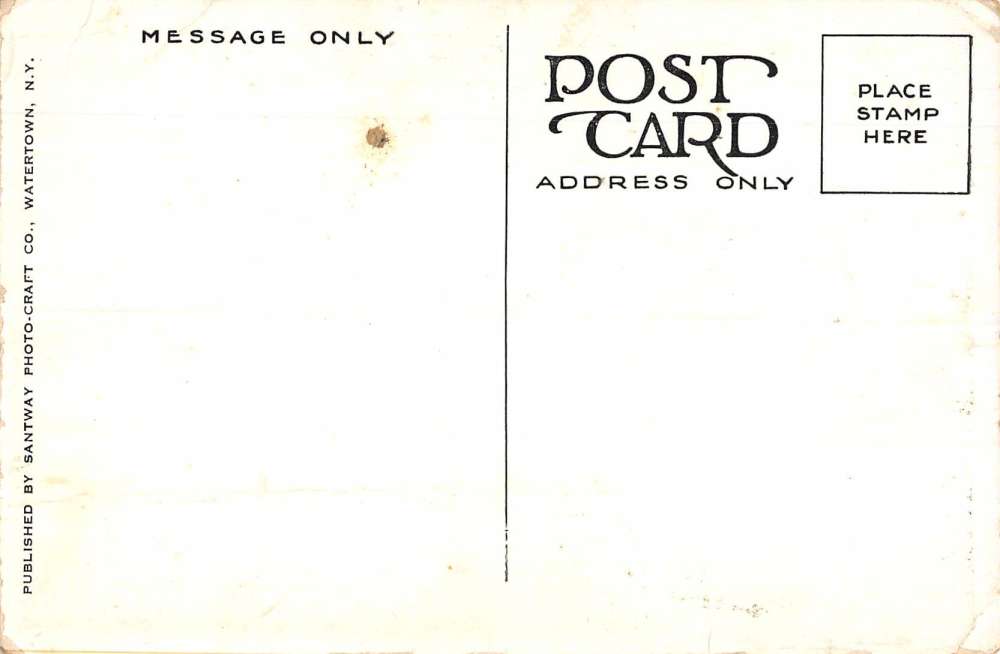 MESSAGE ONLY
POST
CARD
ADDRESS ONLY
PLACE
STAMP
HERE
PUBLISHED BY SANTWAY PHOTO-CRAFT CO., WATERTOWN, N.Y.